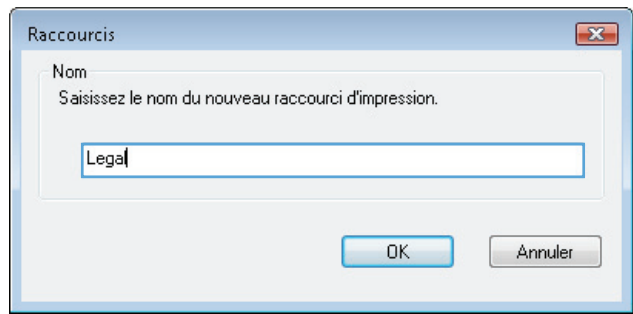 Raccourcis
Nom
Saisissez le nom du nouveau raccourci d'impression.
Legal
OK
Annuler